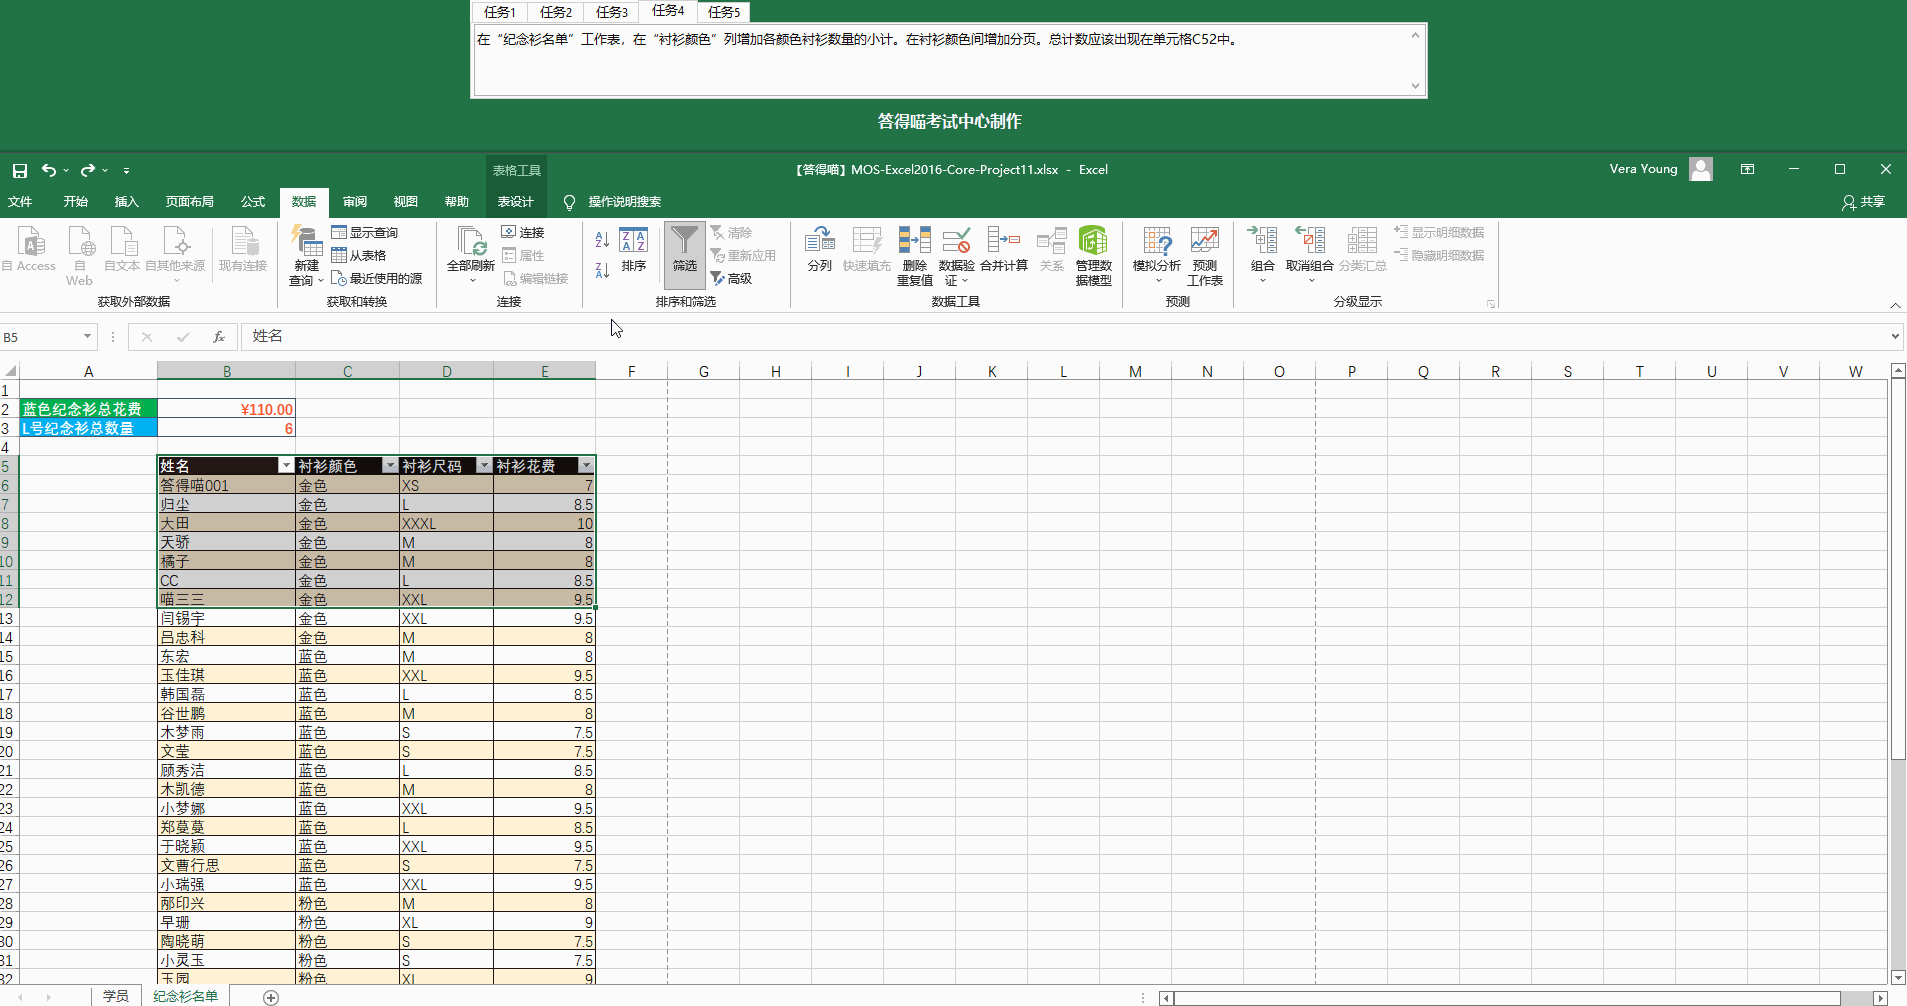 任务1 任务2 任务3 任务4 任务5
在“纪念衫名单”工作表，在“衬衫颜色”列增加各颜色衬衫数量的小计。在衬衫颜色间增加分页。总计数应该出现在单元格C52中。
答得喵考试中心制作
表格工具
【答得喵】MOS-Excel2016-Core-Project11.xlsx - Excel
Vera Young
文件 开始 插入 页面布局 公式 数据 审阅 视图 帮助 表设计 操作说明搜索 共享
自 Access 自 Web 自文本 自其他来源 现有连接
获取外部数据
新建查询 显示查询 从表格 最近使用的源
获取和转换
全部刷新 连接 属性 编辑链接
连接
排序 筛选 清除 重新应用 高级
排序和筛选
分列 快速填充 删除重复值 数据验证 合并计算 关系 管理数据模型
数据工具
模拟分析 预测工作表
预测
组合 取消组合 分类汇总 显示明细数据 隐藏明细数据
分级显示
B5 fx 姓名
A B C D E F G H I J K L M N O P Q R S T U V W
1
2 蓝色纪念衫总花费 ¥110.00
3 L号纪念衫总数量 6
4
5 姓名 衬衫颜色 衬衫尺码 衬衫花费
6 答得喵001 金色 XS 7
7 归尘 金色 L 8.5
8 大田 金色 XXXL 10
9 天骄 金色 M 8
10 橘子 金色 M 8
11 CC 金色 L 8.5
12 喵三三 金色 XXL 9.5
13 闫锡宇 金色 XXL 9.5
14 吕忠科 金色 M 8
15 东宏 蓝色 M 8
16 玉佳琪 蓝色 XXL 9.5
17 韩国磊 蓝色 L 8.5
18 谷世鹏 蓝色 M 8
19 木梦雨 蓝色 S 7.5
20 文莹 蓝色 S 7.5
21 顾秀洁 蓝色 L 8.5
22 木凯德 蓝色 M 8
23 小梦娜 蓝色 XXL 9.5
24 郑蔓蔓 蓝色 L 8.5
25 于晓颖 蓝色 XXL 9.5
26 文曹行思 蓝色 S 7.5
27 小瑞强 蓝色 XXL 9.5
28 邴印兴 粉色 M 8
29 早珊 粉色 XL 9
30 陶晓萌 粉色 S 7.5
31 小灵玉 粉色 S 7.5
32 玉园 粉色 XL 9
学员 纪念衫名单